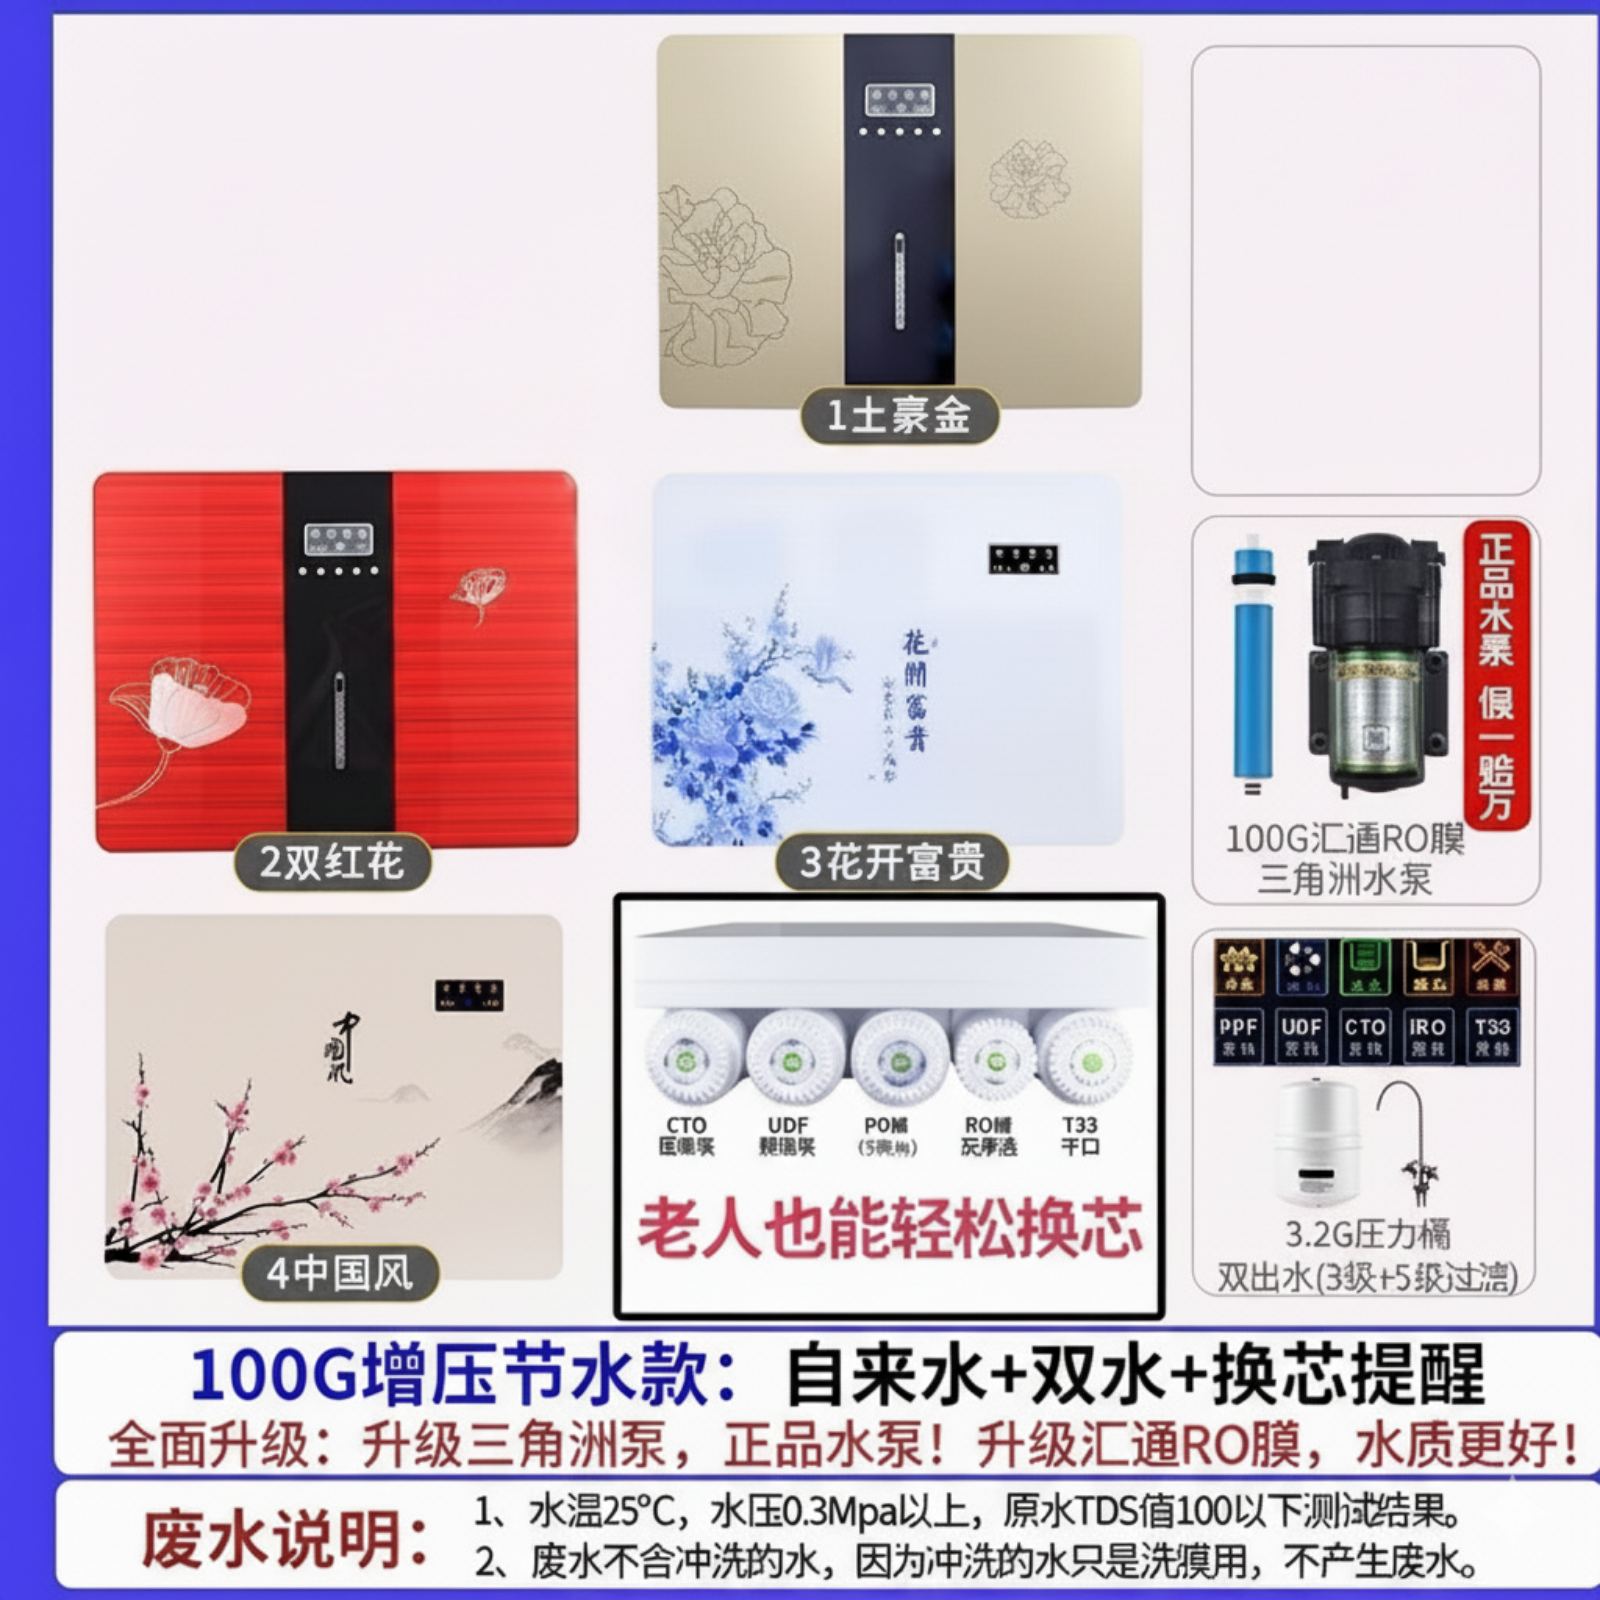 1土豪金
2双红花
3花开富贵
花開富貴
正品水泵 假一赔万
100G汇通RO膜
三角洲水泵
4中国风
中国风
CTO
UDF
RO
T33
老人也能轻松换芯
PPF
UDF
CTO
IRO
T33
3.2G压力桶
双出水(3级+5级过滤)
100G增压节水款：自来水+双水+换芯提醒
全面升级：升级三角洲泵，正品水泵！升级汇通RO膜，水质更好！
废水说明：
1、水温25°C，水压0.3Mpa以上，原水TDS值100以下测试结果。
2、废水不含冲洗的水，因为冲洗的水只是洗膜用，不产生废水。